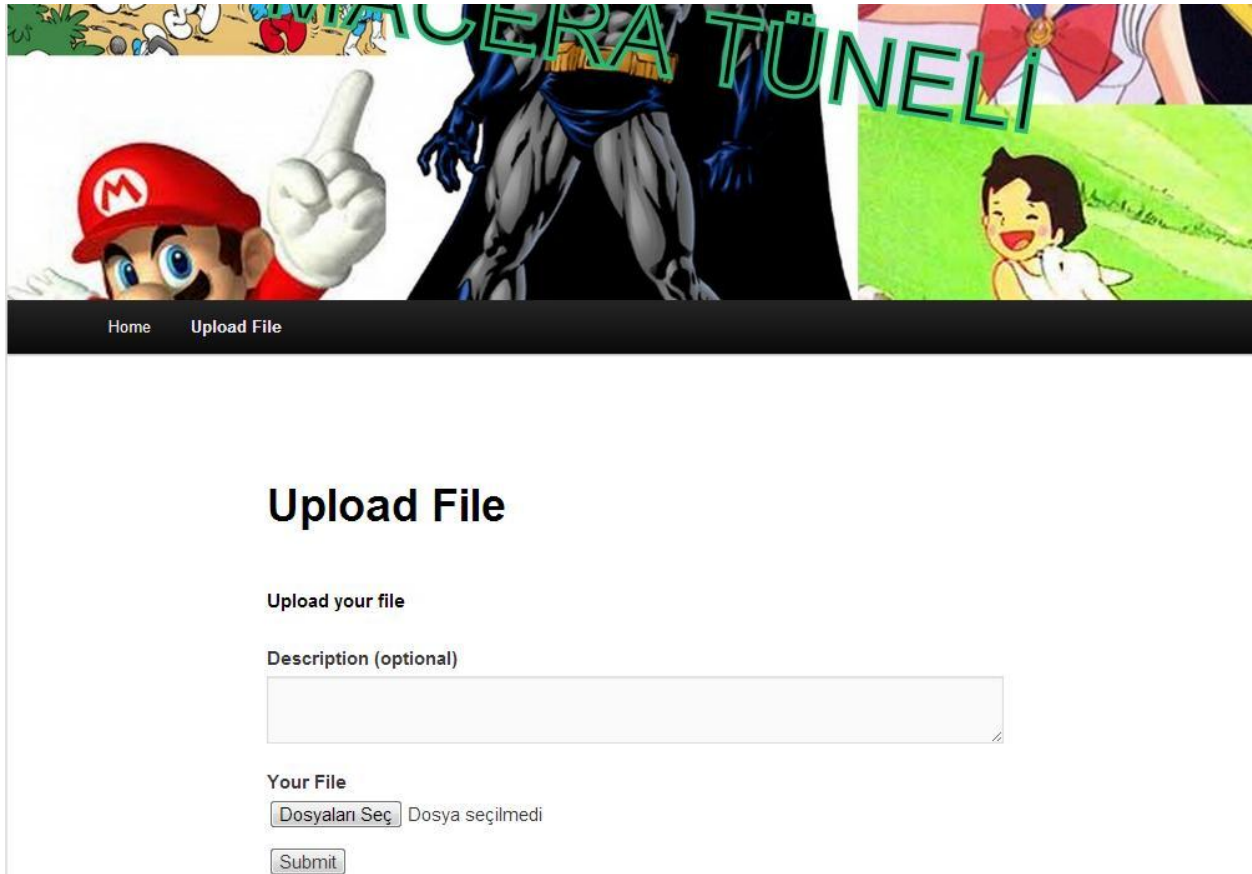 MACERA TÜNELİ
M
Home Upload File
Upload File
Upload your file
Description (optional)
Your File
Dosyaları Seç Dosya seçilmedi
Submit